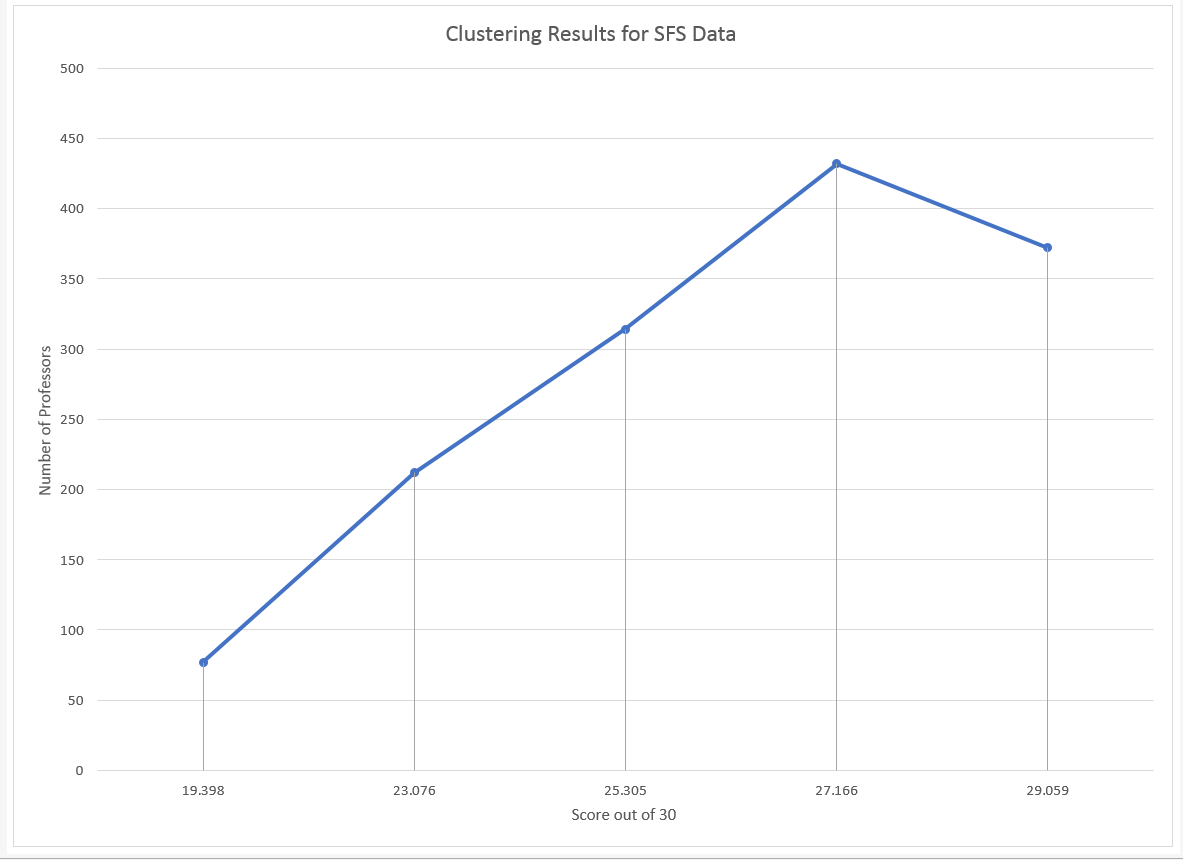 Clustering Results for SFS Data
500
450
400
350
300
250
200
150
100
50
0
Number of Professors
19.398 23.076 25.305 27.166 29.059
Score out of 30